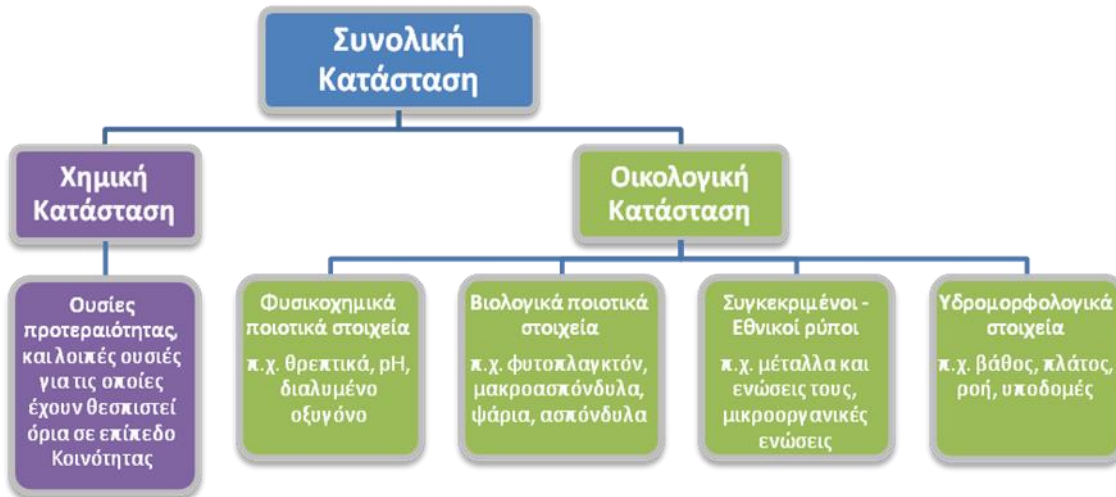 Συνολική
Κατάσταση
Χημική
Κατάσταση
Οικολογική
Κατάσταση
Ουσίες
προτεραιότητας,
και λοιπές ουσιές
για τις οποίες
έχουν θεσπιστεί
όρια σε επίπεδο
Κοινότητας
Φυσικοχημικά
ποιοτικά στοιχεία
π.χ. θρεπτικά, pH,
διαλυμένο
οξυγόνο
Βιολογικά ποιοτικά
στοιχεία
π.χ. φυτοπλαγκτόν,
μακροασπόνδυλα,
ψάρια, ασπόνδυλα
Συγκεκριμένοι -
Εθνικοί ρύποι
π.χ. μέταλλα και
ενώσεις τους,
μικροοργανικές
ενώσεις
Υδρομορφολογικά
στοιχεία
π.χ. βάθος, πλάτος,
ροή, υποδομές